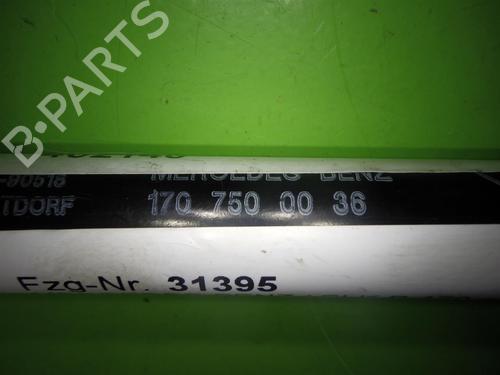 B-PARTS
-90518
MERCEDES BENZ
TDORF
170 750 00 36
Fzg-Nr. 31395